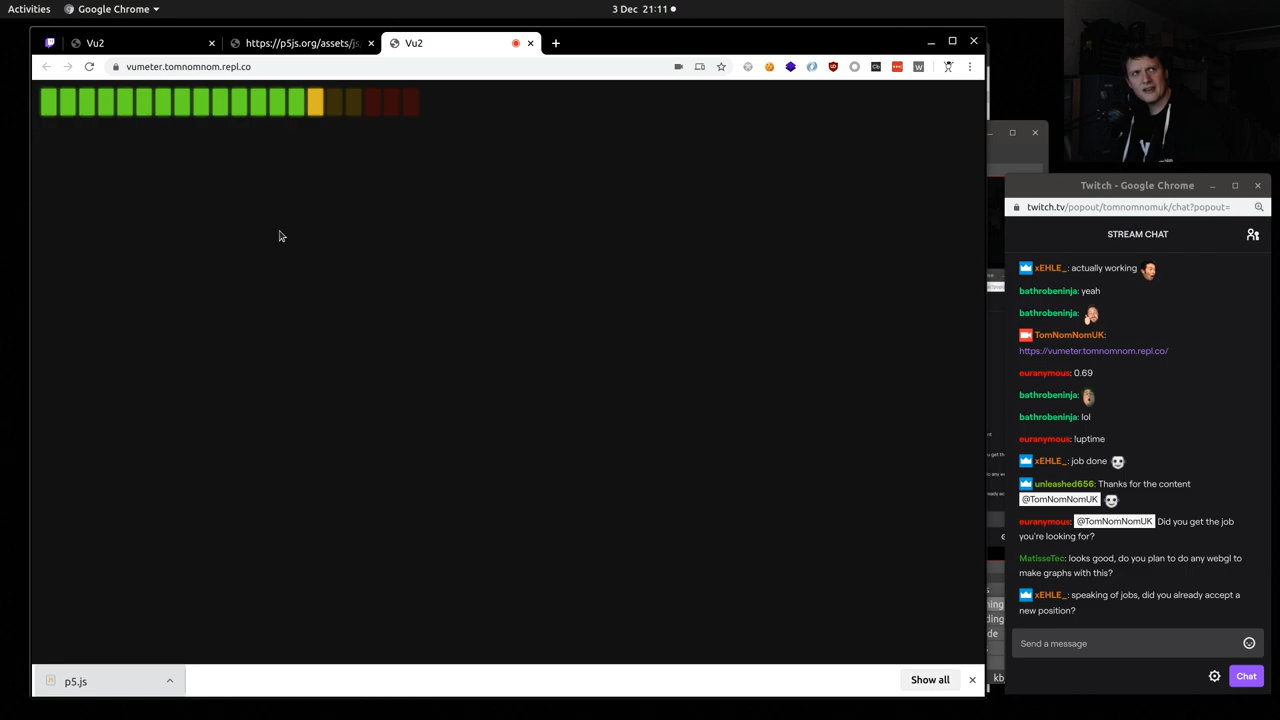 Activities
Google Chrome
3 Dec 21:11
Vu2
https://p5js.org/assets/js
Vu2
vumeter.tomnomnom.repl.co
Twitch - Google Chrome
twitch.tv/popout/tomnomnomuk/chat?popout=
STREAM CHAT
xEHLE_: actually working
bathrobeninja: yeah
bathrobeninja:
TomNomNomUK:
https://vumeter.tomnomnom.repl.co/
euranymous: 0.69
bathrobeninja:
bathrobeninja: lol
euranymous: !uptime
xEHLE_: job done
unleashed656: Thanks for the content
@TomNomNomUK
euranymous: @TomNomNomUK Did you get the job
you're looking for?
MatisseTec: looks good, do you plan to do any webgl to
make graphs with this?
xEHLE_: speaking of jobs, did you already accept a
new position?
Send a message
Chat
p5.js
Show all
kb